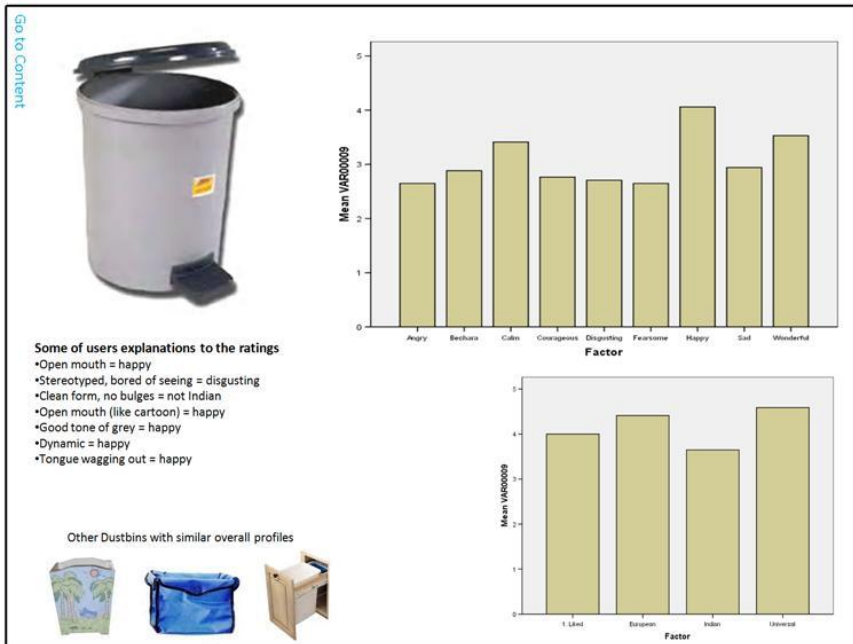 Go to Content
5
4
3
2
1
0
Mean VAR00009
Angry
Bechara
Calm
Courageous
Disgusting
Fearsome
Happy
Sad
Wonderful
Factor
Some of users explanations to the ratings
•Open mouth = happy
•Stereotyped, bored of seeing = disgusting
•Clean form, no bulges = not Indian
•Open mouth (like cartoon) = happy
•Good tone of grey = happy
•Dynamic = happy
•Tongue wagging out = happy
5
4
3
2
1
0
Mean VAR00009
1. Liked
European
Indian
Universal
Factor
Other Dustbins with similar overall profiles